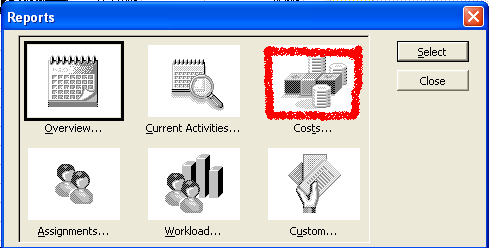 Reports
Select
Close
Overview...
Current Activities...
Costs...
Assignments...
Workload...
Custom...